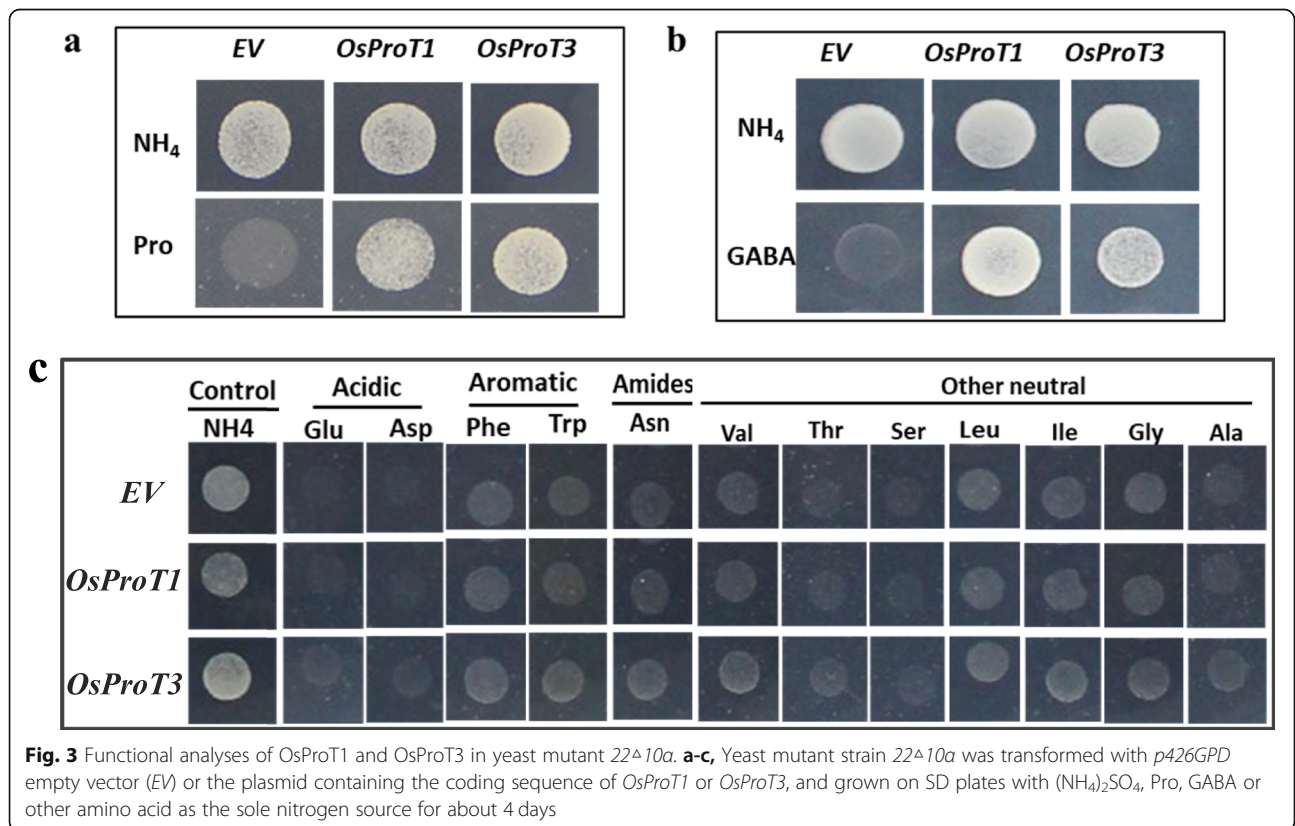 a
EV OsProT1 OsProT3
NH₄
Pro
b
EV OsProT1 OsProT3
NH₄
GABA
c
Control Acidic Aromatic Amides Other neutral
NH4 Glu Asp Phe Trp Asn Val Thr Ser Leu Ile Gly Ala
EV
OsProT1
OsProT3
Fig. 3 Functional analyses of OsProT1 and OsProT3 in yeast mutant 22△10α. a-c, Yeast mutant strain 22△10α was transformed with p426GPD
empty vector (EV) or the plasmid containing the coding sequence of OsProT1 or OsProT3, and grown on SD plates with (NH₄)₂SO₄, Pro, GABA or
other amino acid as the sole nitrogen source for about 4 days